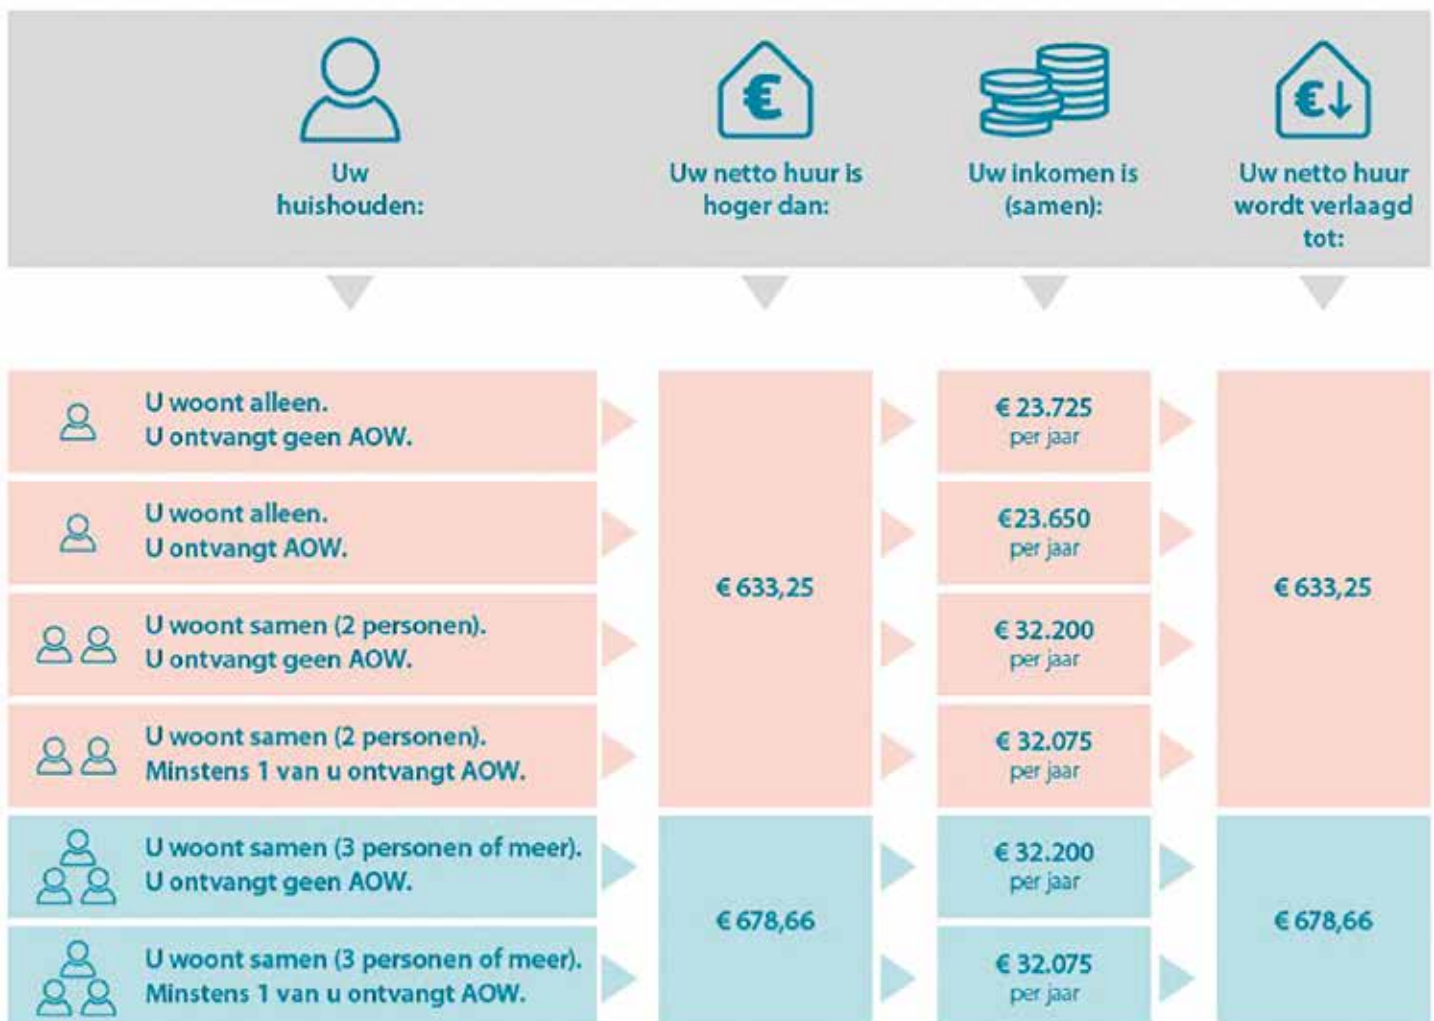 Uw
huishouden:
Uw netto huur is
hoger dan:
Uw inkomen is
(samen):
Uw netto huur
wordt verlaagd
tot:
U woont alleen.
U ontvangt geen AOW.
€ 23.725
per jaar
U woont alleen.
U ontvangt AOW.
€23.650
per jaar
€ 633,25
€ 633,25
U woont samen (2 personen).
U ontvangt geen AOW.
€ 32.200
per jaar
U woont samen (2 personen).
Minstens 1 van u ontvangt AOW.
€ 32.075
per jaar
U woont samen (3 personen of meer).
U ontvangt geen AOW.
€ 32.200
per jaar
€ 678,66
€ 678,66
U woont samen (3 personen of meer).
Minstens 1 van u ontvangt AOW.
€ 32.075
per jaar